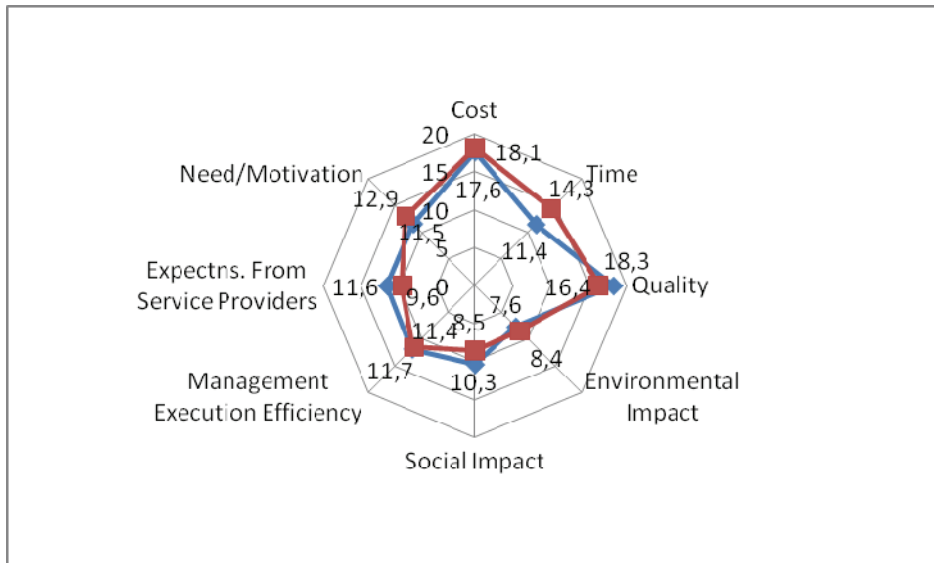 Cost
20
18,1
Need/Motivation
15
Time
12,9
17,6
14,3
10
11,5
11,4
5
18,3
Expectns. From
Service Providers
11,6
9,6
0
16,4
Quality
7,6
8,5
11,4
8,4
11,7
10,3
Management
Execution Efficiency
Environmental
Impact
Social Impact